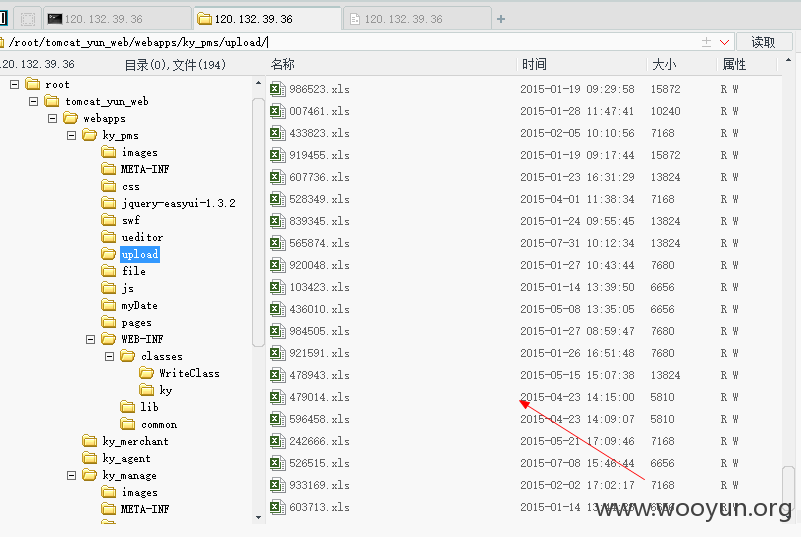 120.132.39.36
120.132.39.36
120.132.39.36
/root/tomcat_yun_web/webapps/ky_pms/upload/
读取
20.132.39.36
目录(0),文件(194)
名称
时间
大小
属性
root
tomcat_yun_web
webapps
ky_pms
images
META-INF
css
jquery-easyui-1.3.2
swf
ueditor
upload
file
js
myDate
pages
WEB-INF
classes
WriteClass
ky
lib
common
ky_merchant
ky_agent
ky_manage
images
META-INF
986523.xls 2015-01-19 09:29:58 15872 R W
007461.xls 2015-01-28 11:47:41 10240 R W
433823.xls 2015-02-05 10:10:56 7168 R W
919455.xls 2015-01-19 09:17:44 15872 R W
607736.xls 2015-01-23 16:31:29 13824 R W
528349.xls 2015-04-01 11:38:34 7168 R W
839345.xls 2015-01-24 09:55:45 13824 R W
565874.xls 2015-07-31 10:12:34 13824 R W
920048.xls 2015-01-27 10:43:44 7680 R W
103423.xls 2015-01-14 13:39:50 6656 R W
436010.xls 2015-05-08 13:35:05 6656 R W
984505.xls 2015-01-27 08:59:47 7680 R W
921591.xls 2015-01-26 16:51:48 7680 R W
478943.xls 2015-05-15 15:07:38 13824 R W
479014.xls 2015-04-23 14:15:00 5810 R W
596458.xls 2015-04-23 14:09:07 5810 R W
242666.xls 2015-05-21 17:09:46 7168 R W
526515.xls 2015-07-08 15:46:44 6656 R W
933169.xls 2015-02-02 17:02:17 7168 R W
603713.xls 2015-01-14 R W
www.wooyun.org